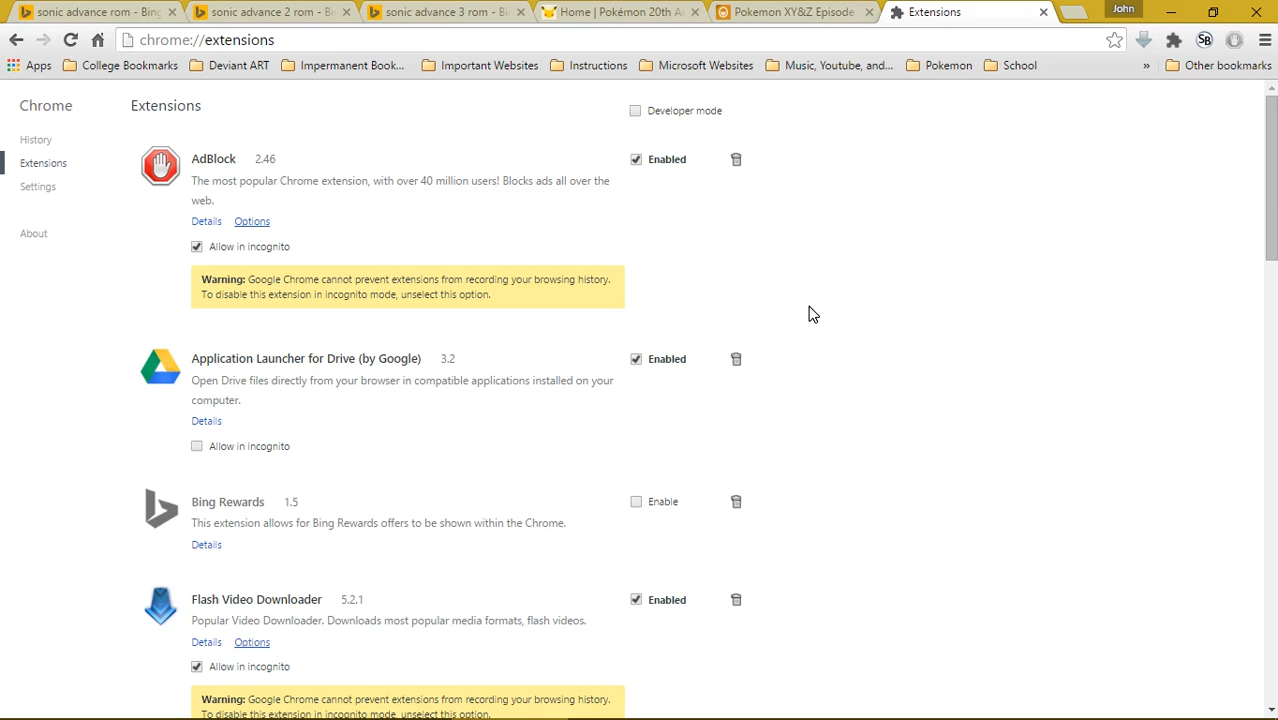 sonic advance rom - Bing
sonic advance 2 rom - Bi
sonic advance 3 rom - Bi
Home | Pokémon 20th A
Pokemon XY&Z Episode
Extensions
John
chrome://extensions
SB
Apps
College Bookmarks
Deviant ART
Impermanent Book...
Important Websites
Instructions
Microsoft Websites
Music, Youtube, and...
Pokemon
School
»
Other bookmarks
Chrome
Extensions
Developer mode
History
Extensions
Settings
About
AdBlock 2.46
Enabled
The most popular Chrome extension, with over 40 million users! Blocks ads all over the
web.
Details Options
Allow in incognito
Warning: Google Chrome cannot prevent extensions from recording your browsing history.
To disable this extension in incognito mode, unselect this option.
Application Launcher for Drive (by Google) 3.2
Enabled
Open Drive files directly from your browser in compatible applications installed on your
computer.
Details
Allow in incognito
Bing Rewards 1.5
Enable
This extension allows for Bing Rewards offers to be shown within the Chrome.
Details
Flash Video Downloader 5.2.1
Enabled
Popular Video Downloader. Downloads most popular media formats, flash videos.
Details Options
Allow in incognito
Warning: Google Chrome cannot prevent extensions from recording your browsing history.
To disable this extension in incognito mode, unselect this option.